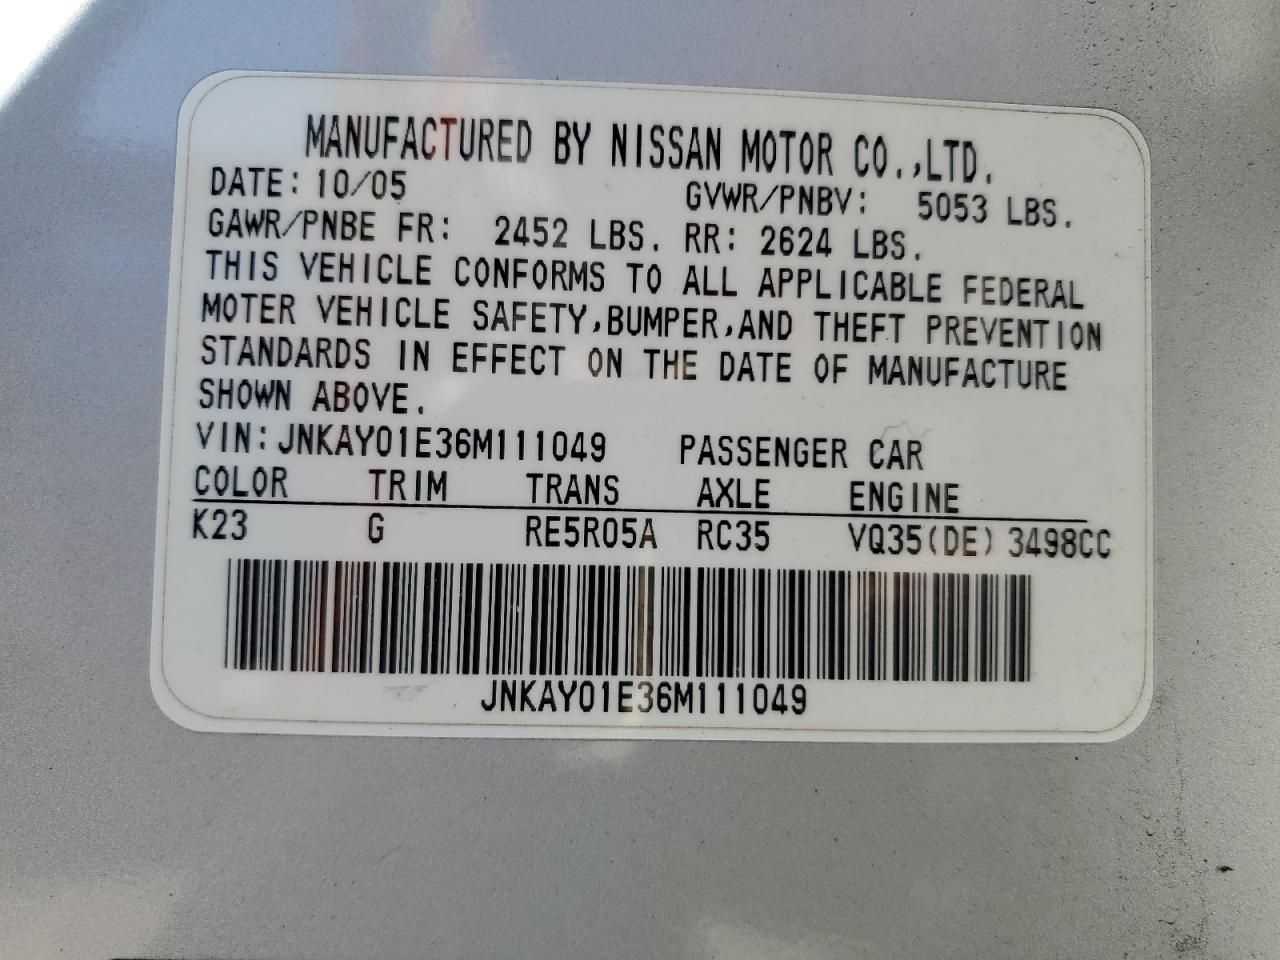 MANUFACTURED BY NISSAN MOTOR CO.,LTD.
DATE: 10/05 GVWR/PNBV: 5053 LBS.
GAWR/PNBE FR: 2452 LBS. RR: 2624 LBS.
THIS VEHICLE CONFORMS TO ALL APPLICABLE FEDERAL
MOTER VEHICLE SAFETY,BUMPER,AND THEFT PREVENTION
STANDARDS IN EFFECT ON THE DATE OF MANUFACTURE
SHOWN ABOVE.
VIN: JNKAY01E36M111049 PASSENGER CAR
COLOR TRIM TRANS AXLE ENGINE
K23 G RE5R05A RC35 VQ35(DE) 3498CC
JNKAY01E36M111049